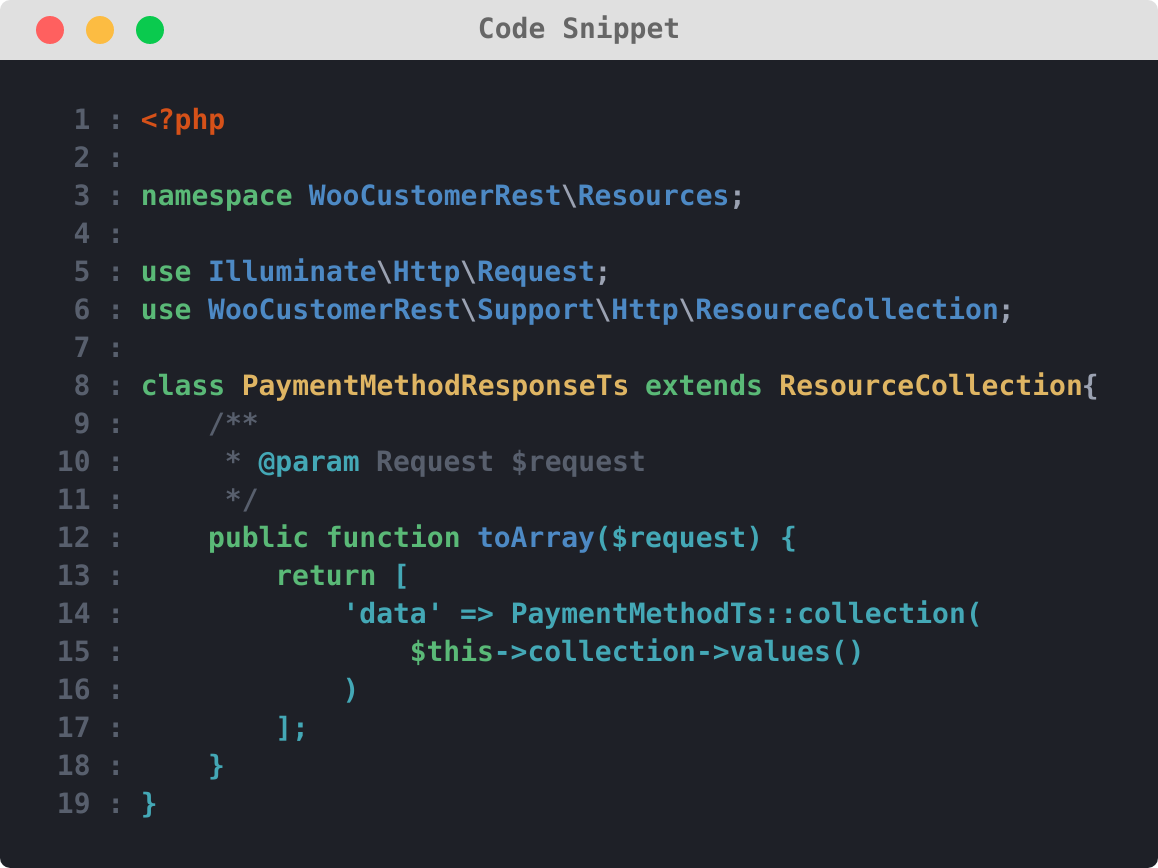 Code Snippet
1 : <?php
2 :
3 : namespace WooCustomerRest\Resources;
4 :
5 : use Illuminate\Http\Request;
6 : use WooCustomerRest\Support\Http\ResourceCollection;
7 :
8 : class PaymentMethodResponseTs extends ResourceCollection{
9 :     /**
10 :      * @param Request $request
11 :      */
12 :     public function toArray($request) {
13 :         return [
14 :             'data' => PaymentMethodTs::collection(
15 :                 $this->collection->values()
16 :             )
17 :         ];
18 :     }
19 : }